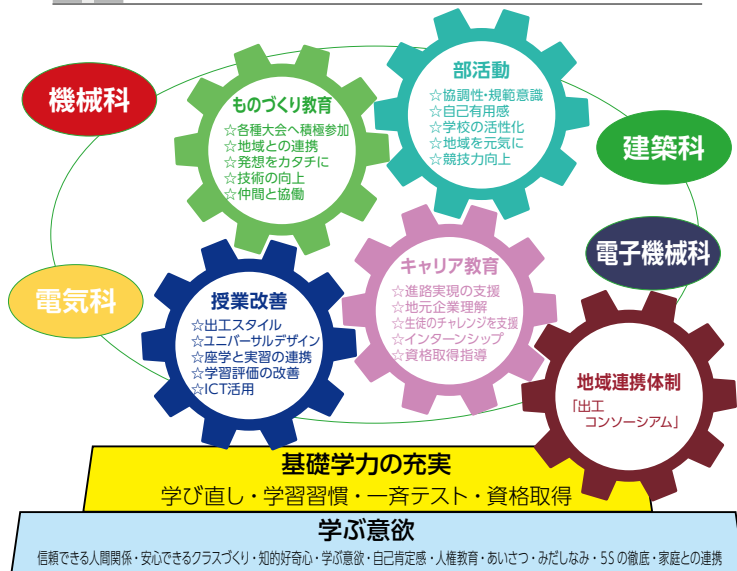 機械科
ものづくり教育
☆各種大会へ積極参加
☆地域との連携
☆発想をカタチに
☆技術の向上
☆仲間と協働
部活動
☆協調性・規範意識
☆自己有用感
☆学校の活性化
☆地域を元気に
☆競技力向上
建築科
電気科
授業改善
☆出工スタイル
☆ユニバーサルデザイン
☆座学と実習の連携
☆学習評価の改善
☆ICT活用
キャリア教育
☆進路実現の支援
☆地元企業理解
☆生徒のチャレンジを支援
☆インターンシップ
☆資格取得指導
電子機械科
地域連携体制
「出工
コンソーシアム」
基礎学力の充実
学び直し・学習習慣・一斉テスト・資格取得
学ぶ意欲
信頼できる人間関係・安心できるクラスづくり・知的好奇心・学ぶ意欲・自己肯定感・人権教育・あいさつ・みだしなみ・5Sの徹底・家庭との連携